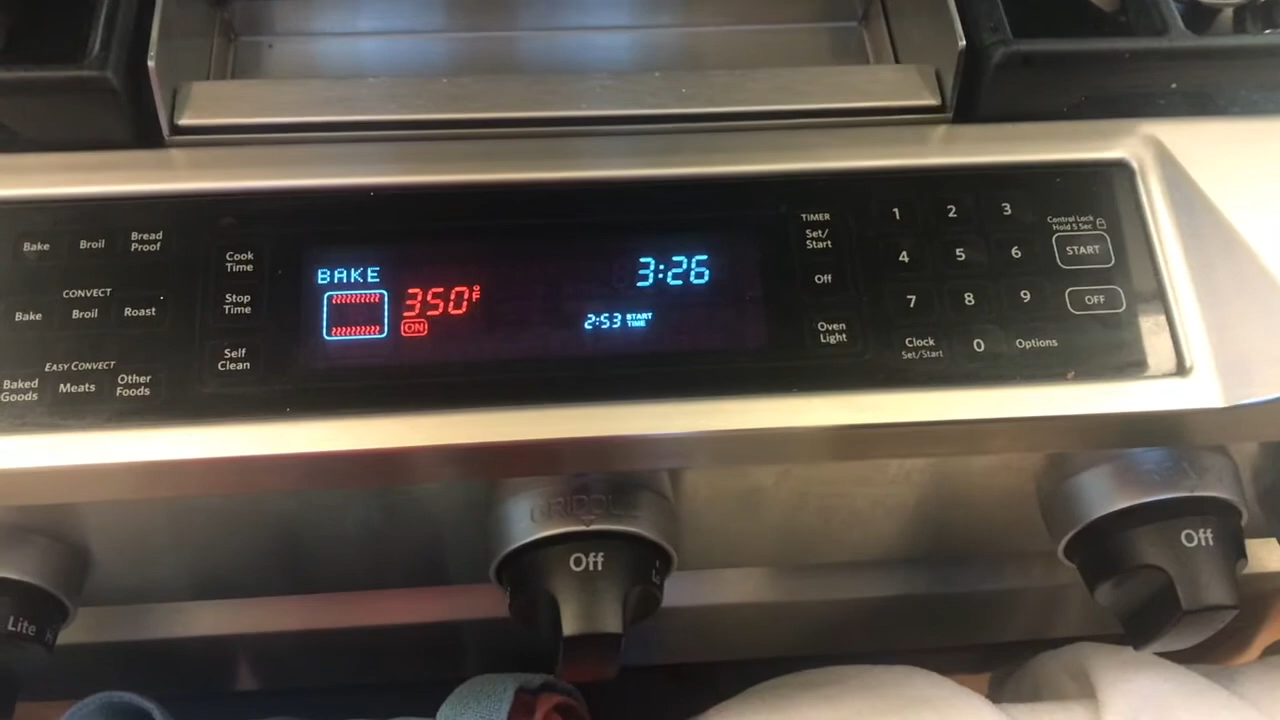 Bake Broil Bread Proof
CONVECT
Bake Broil Roast
EASY CONVECT
Baked Goods Meats Other Foods
Cook Time
Stop Time
Self Clean
BAKE
350°F
ON
3:26
2:53 START TIME
TIMER
Set/
Start
Off
Oven
Light
1 2 3
4 5 6
7 8 9
Clock
Set/Start
0 Options
Control Lock
Hold 5 Sec
START
OFF
GRIDDLE
Off
Off
Lite